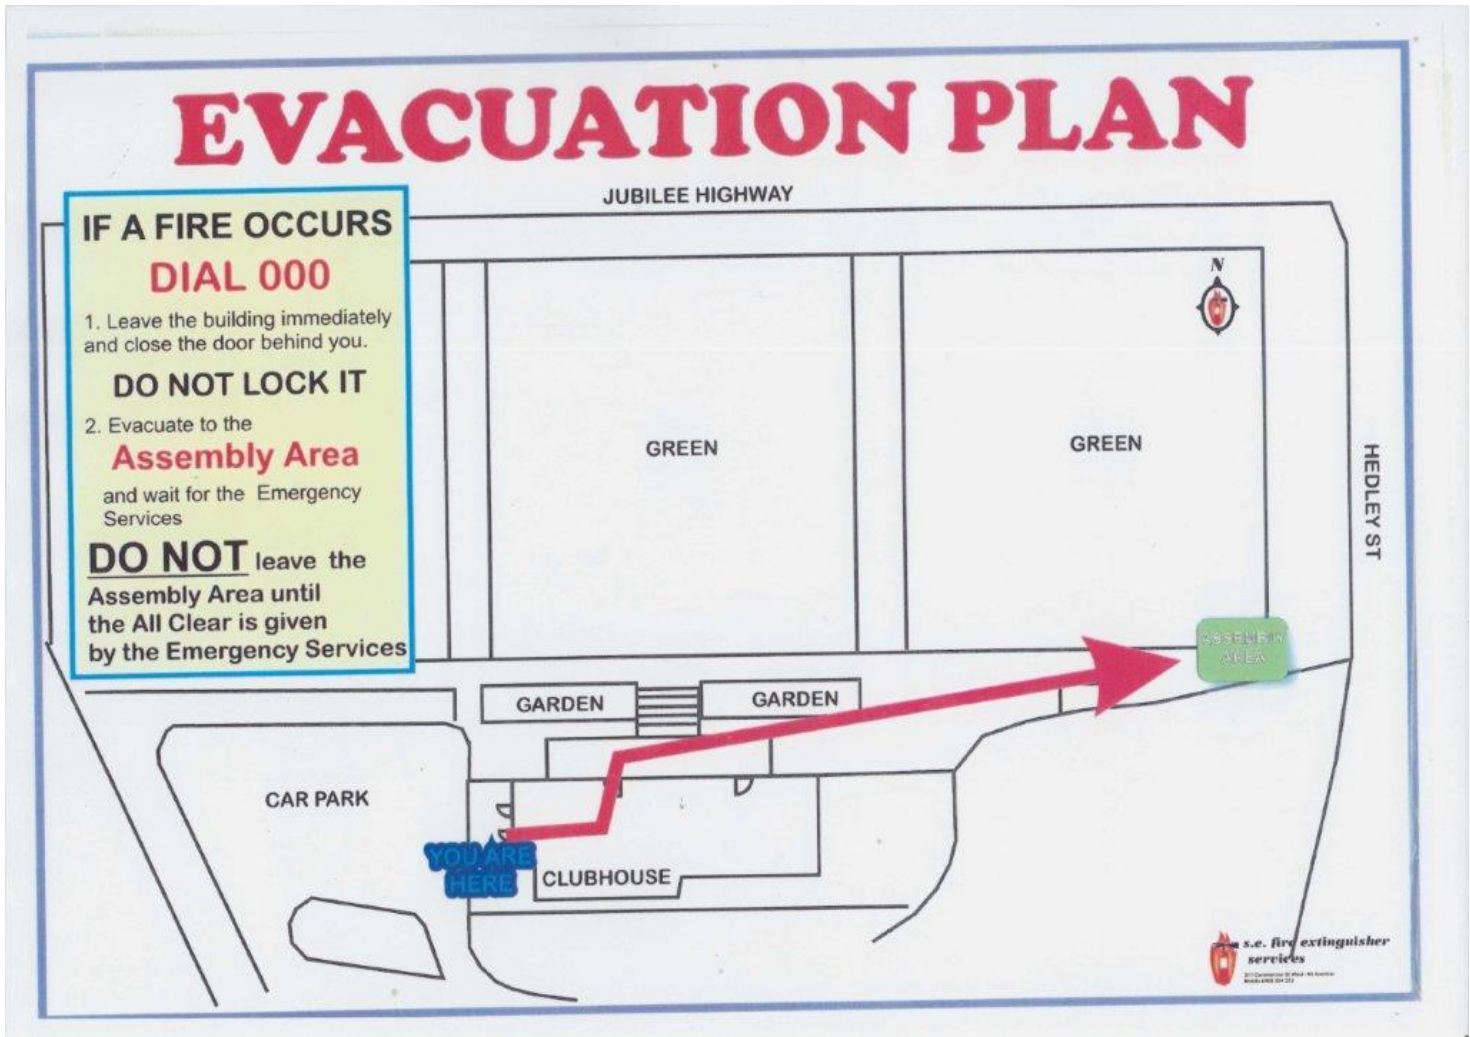 EVACUATION PLAN
JUBILEE HIGHWAY
IF A FIRE OCCURS
DIAL 000
1. Leave the building immediately
and close the door behind you.
DO NOT LOCK IT
2. Evacuate to the
Assembly Area
and wait for the Emergency
Services
DO NOT leave the
Assembly Area until
the All Clear is given
by the Emergency Services
N
GREEN
GREEN
HEDLEY ST
ASSEMBLY
AREA
GARDEN
GARDEN
CAR PARK
YOU ARE
HERE
CLUBHOUSE
s.e. fire extinguisher
services